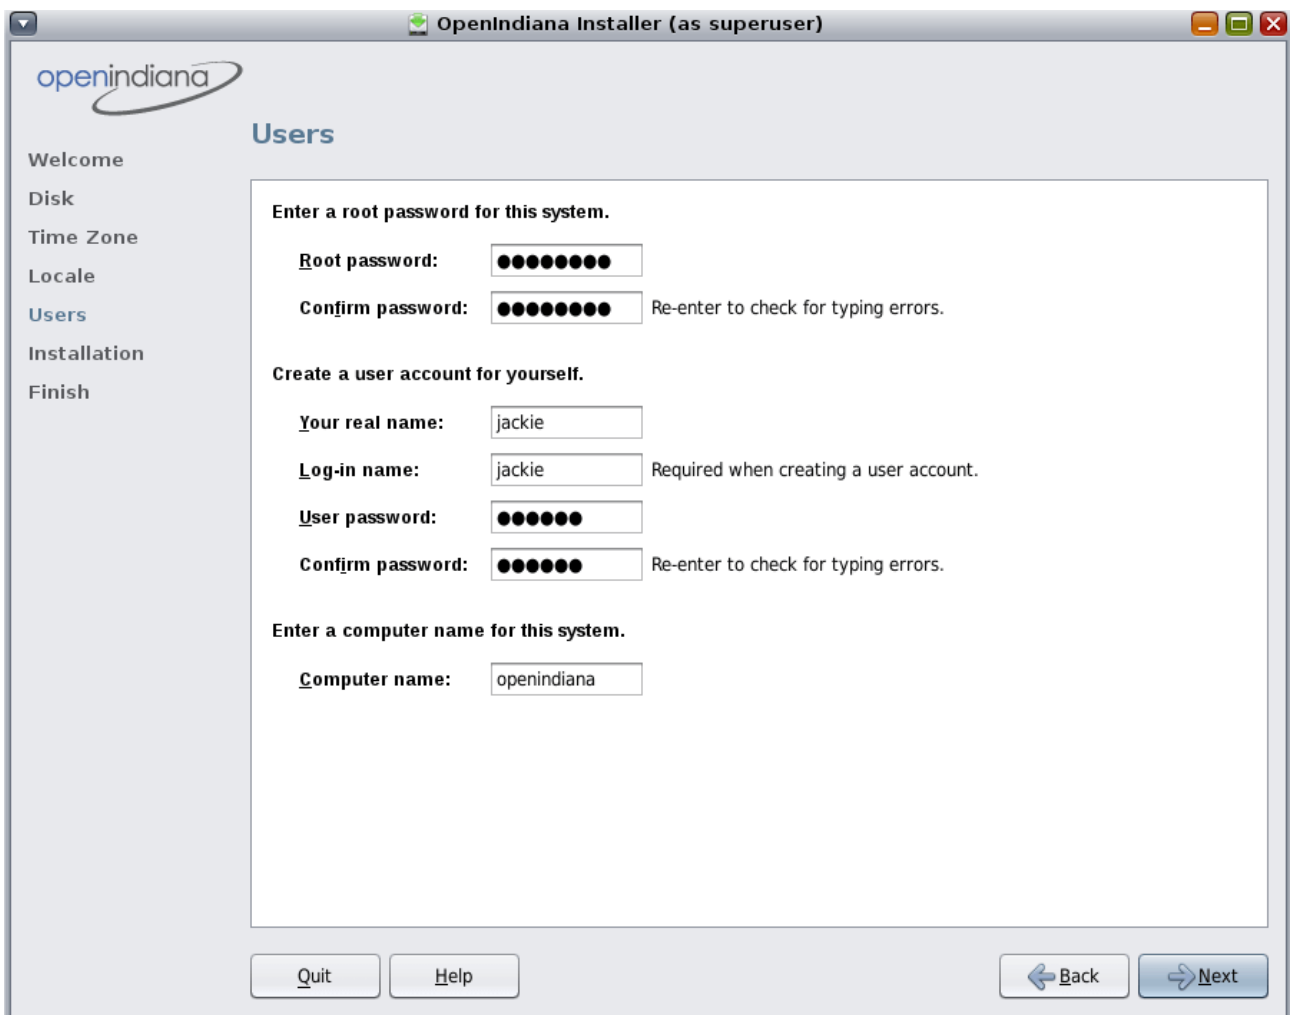 OpenIndiana Installer (as superuser)
openindiana
Users
Welcome
Disk
Time Zone
Locale
Users
Installation
Finish
Enter a root password for this system.
Root password: ●●●●●●●●
Confirm password: ●●●●●●●● Re-enter to check for typing errors.
Create a user account for yourself.
Your real name: jackie
Log-in name: jackie Required when creating a user account.
User password: ●●●●●●
Confirm password: ●●●●●● Re-enter to check for typing errors.
Enter a computer name for this system.
Computer name: openindiana
Quit Help Back Next